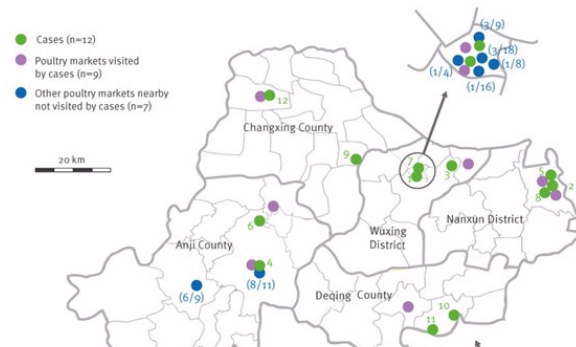 Cases (n=12)
Poultry markets visited
by cases (n=9)
Other poultry markets nearby
not visited by cases (n=7)
20 km
(3/9)
(3/18)
(1/4)
(1/8)
(1/16)
12
Changxing County
9
7
1
3
5
2
8
Nanxun District
6
Wuxing
District
Anji County
4
(8/11)
(6/9)
Deqing County
10
11